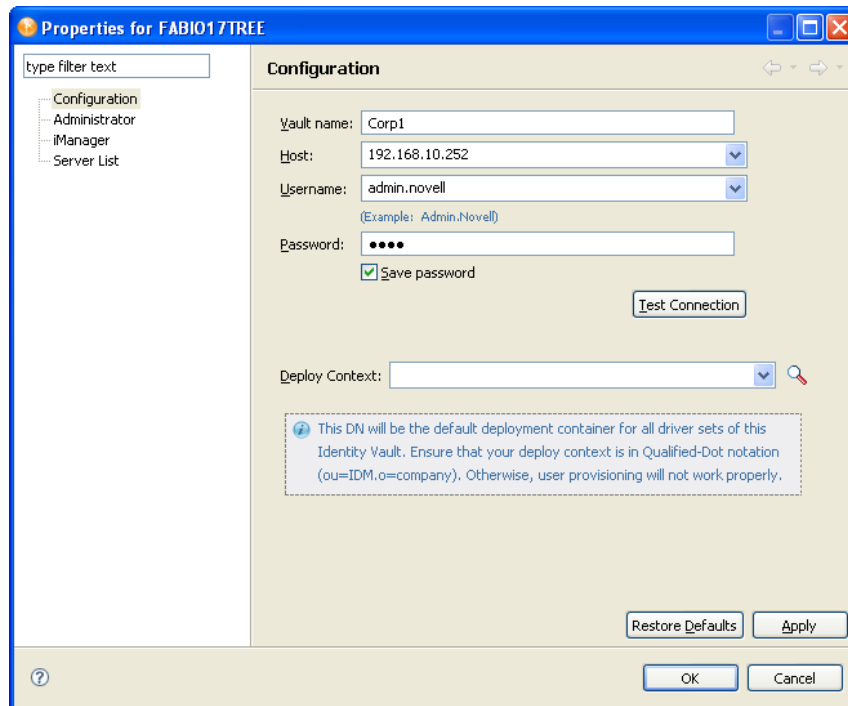 Properties for FABIO17TREE
type filter text
Configuration
Administrator
iManager
Server List
Configuration
Vault name: Corp1
Host: 192.168.10.252
Username: admin.novell
(Example: Admin.Novell)
Password: ●●●●
Save password
Test Connection
Deploy Context:
This DN will be the default deployment container for all driver sets of this
Identity Vault. Ensure that your deploy context is in Qualified-Dot notation
(ou=IDM.o=company). Otherwise, user provisioning will not work properly.
Restore Defaults Apply
OK Cancel